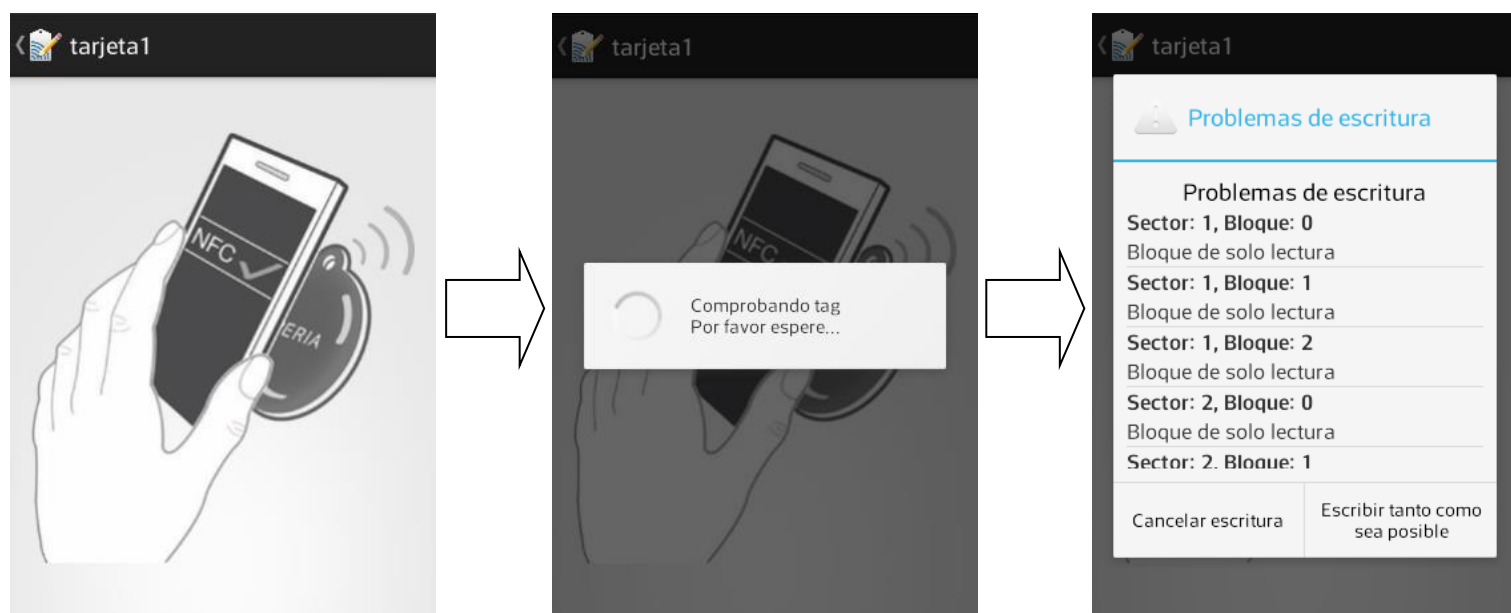 tarjeta1
NFC
ERIA
tarjeta1
NFC
ERIA
Comprobando tag
Por favor espere...
tarjeta1
Problemas de escritura
Problemas de escritura
Sector: 1, Bloque: 0
Bloque de solo lectura
Sector: 1, Bloque: 1
Bloque de solo lectura
Sector: 1, Bloque: 2
Bloque de solo lectura
Sector: 2, Bloque: 0
Bloque de solo lectura
Sector: 2, Bloque: 1
Cancelar escritura
Escribir tanto como
sea posible